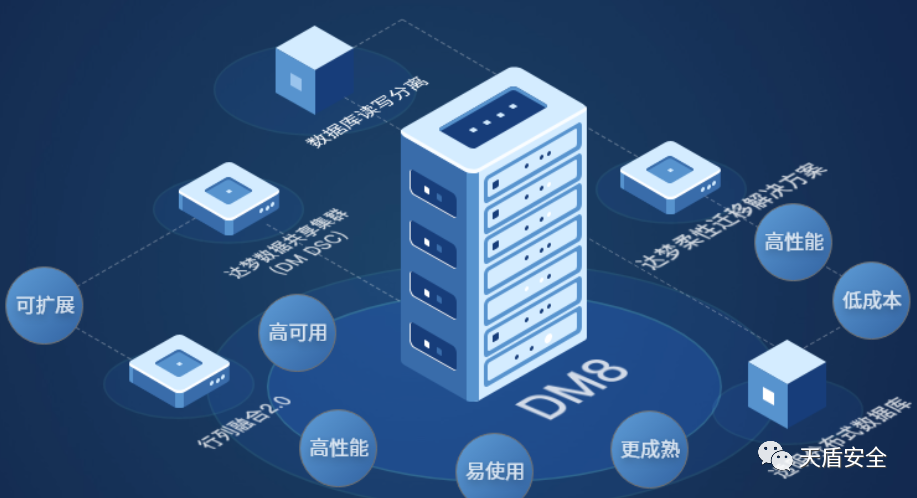 数据库读写分离
达梦数据共享集群
(DM DSC)
达梦柔性迁移解决方案
高性能
可扩展
低成本
高可用
行列融合2.0
DM8
高性能
易使用
更成熟
布式数据库
天盾安全